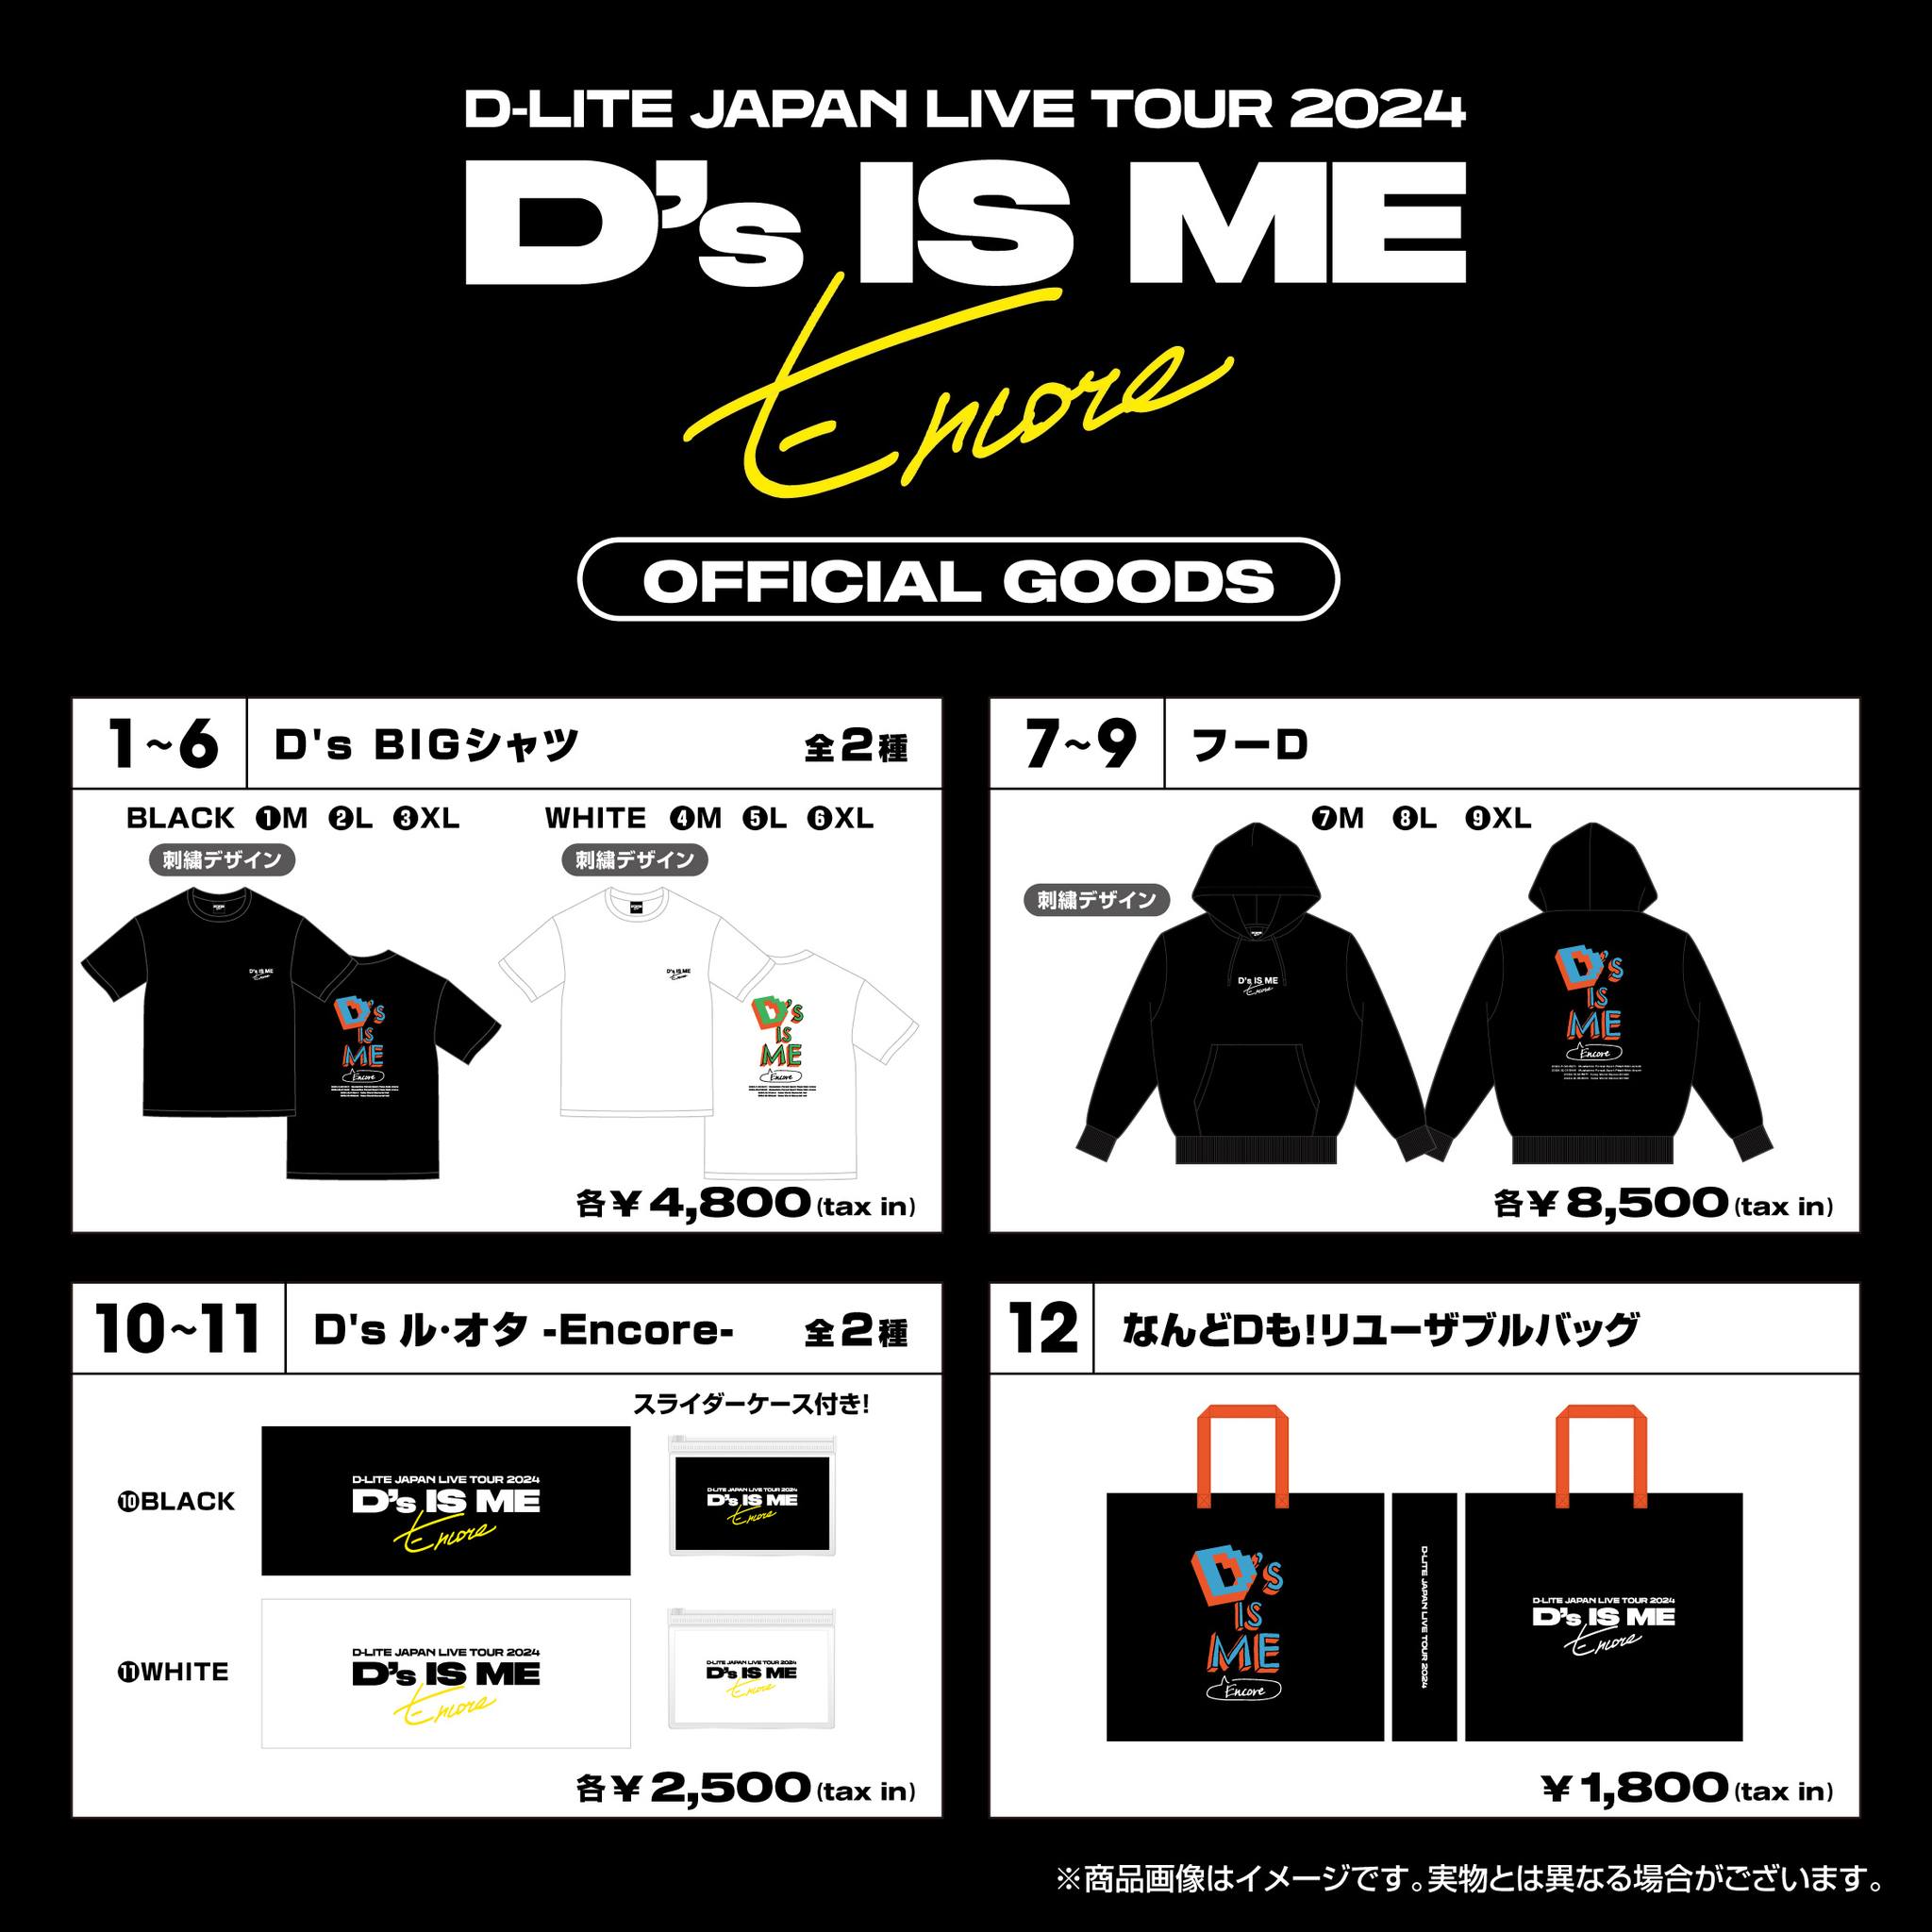 D-LITE JAPAN LIVE TOUR 2024
D's IS ME
Encore
OFFICIAL GOODS
1~6 D's BIGシャツ 全2種
BLACK ❶M ❷L ❸XL WHITE ❹M ❺L ❻XL
刺繍デザイン 刺繍デザイン
D's IS ME
Encore
D's
IS
ME
Encore
D's IS ME
Encore
D's
IS
ME
Encore
各¥4,800(tax in)
7~9 フーD
❼M ❽L ❾XL
刺繍デザイン
D's IS ME
Encore
D's
IS
ME
Encore
各¥8,500(tax in)
10~11 D's ル・オタ -Encore- 全2種
スライダーケース付き!
❿BLACK
D-LITE JAPAN LIVE TOUR 2024
D's IS ME
Encore
D-LITE JAPAN LIVE TOUR 2024
D's IS ME
Encore
⓫WHITE
D-LITE JAPAN LIVE TOUR 2024
D's IS ME
Encore
D-LITE JAPAN LIVE TOUR 2024
D's IS ME
Encore
各¥2,500(tax in)
12 なんどDも!リユーザブルバッグ
D's
IS
ME
Encore
D-LITE JAPAN LIVE TOUR 2024
D-LITE JAPAN LIVE TOUR 2024
D's IS ME
Encore
¥1,800(tax in)
※商品画像はイメージです。実物とは異なる場合がございます。